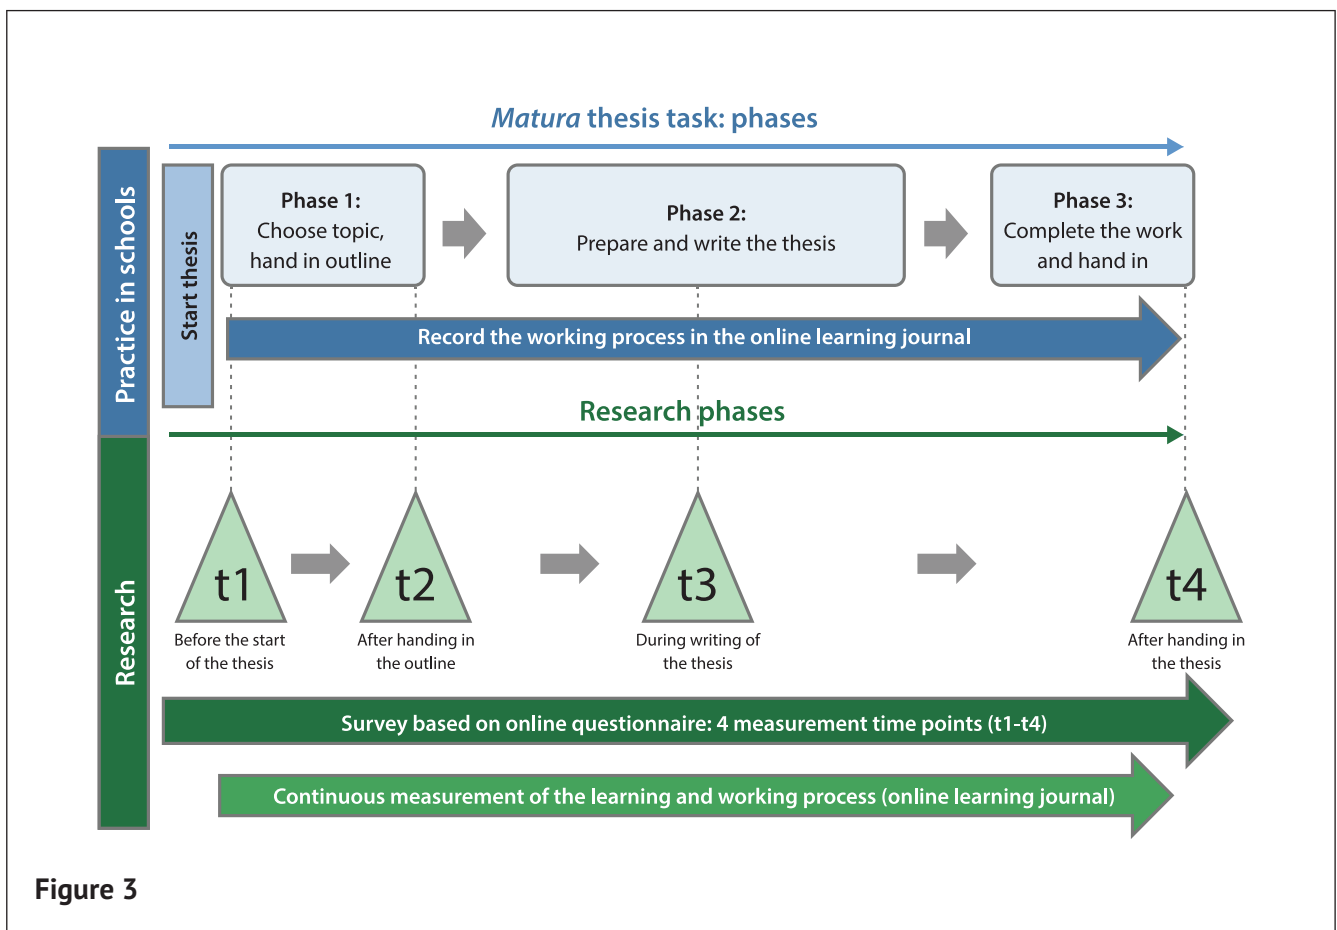 Matura thesis task: phases
Practice in schools
Start thesis
Phase 1:
Choose topic,
hand in outline
Phase 2:
Prepare and write the thesis
Phase 3:
Complete the work
and hand in
Record the working process in the online learning journal
Research phases
Research
t1
t2
t3
t4
Before the start
of the thesis
After handing in
the outline
During writing of
the thesis
After handing in
the thesis
Survey based on online questionnaire: 4 measurement time points (t1-t4)
Continuous measurement of the learning and working process (online learning journal)
Figure 3